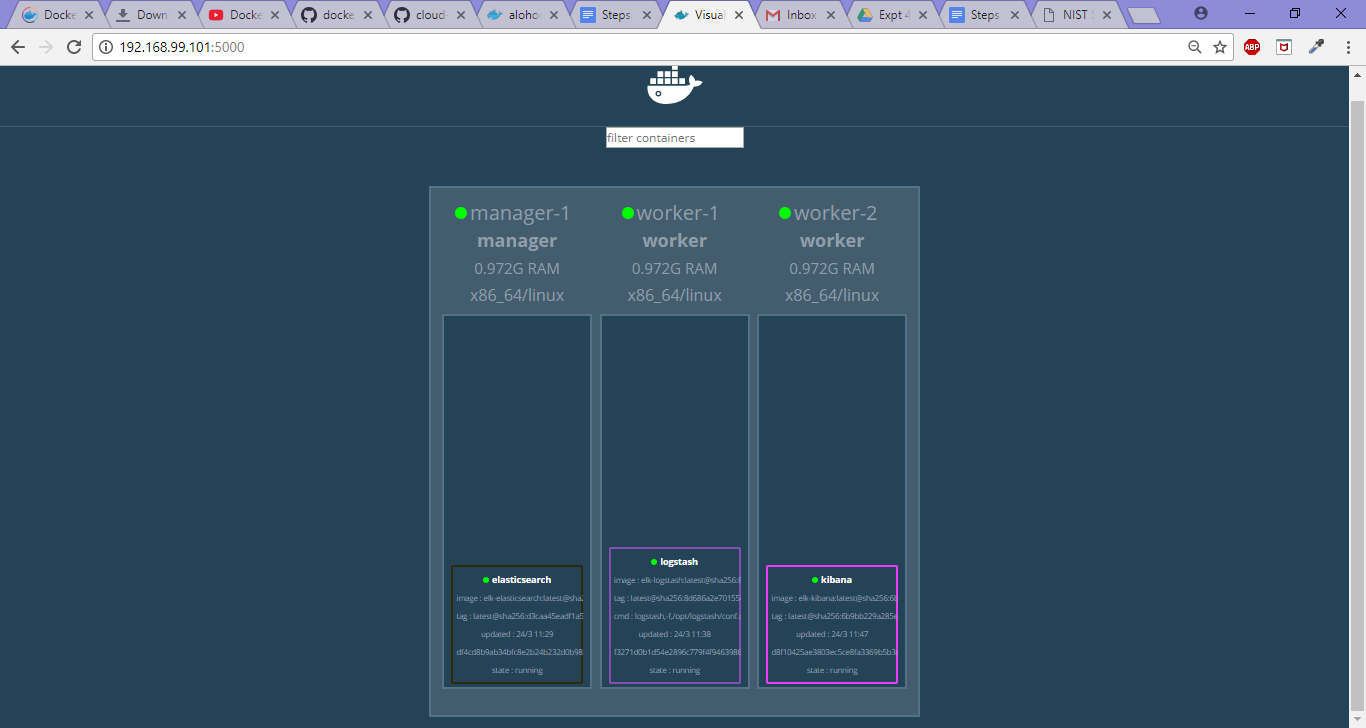 Docke
Down
Docke
docke
cloud
aloho
Steps
Visual
Inbox
Expt 4
Steps
NIST
192.168.99.101:5000
ABP
filter containers
manager-1
manager
0.972G RAM
x86_64/linux
elasticsearch
image : elk-elasticsearch:latest@sha2
tag : latest@sha256:d3caa45eadf1a5
updated : 24/3 11:29
df4cd8b9ab34bfc8e2b24b232d0b98
state : running
worker-1
worker
0.972G RAM
x86_64/linux
logstash
image : elk-logstash:latest@sha256:8
tag : latest@sha256:8d686a2e70155
cmd : logstash,-f,/opt/logstash/conf.
updated : 24/3 11:38
f3271d0b1d54e2896c779f4f9463986
state : running
worker-2
worker
0.972G RAM
x86_64/linux
kibana
image : elk-kibana:latest@sha256:6b
tag : latest@sha256:6b9bb229a285e
updated : 24/3 11:47
d8f10425ae3803ec5ce8fa3369b5b3
state : running